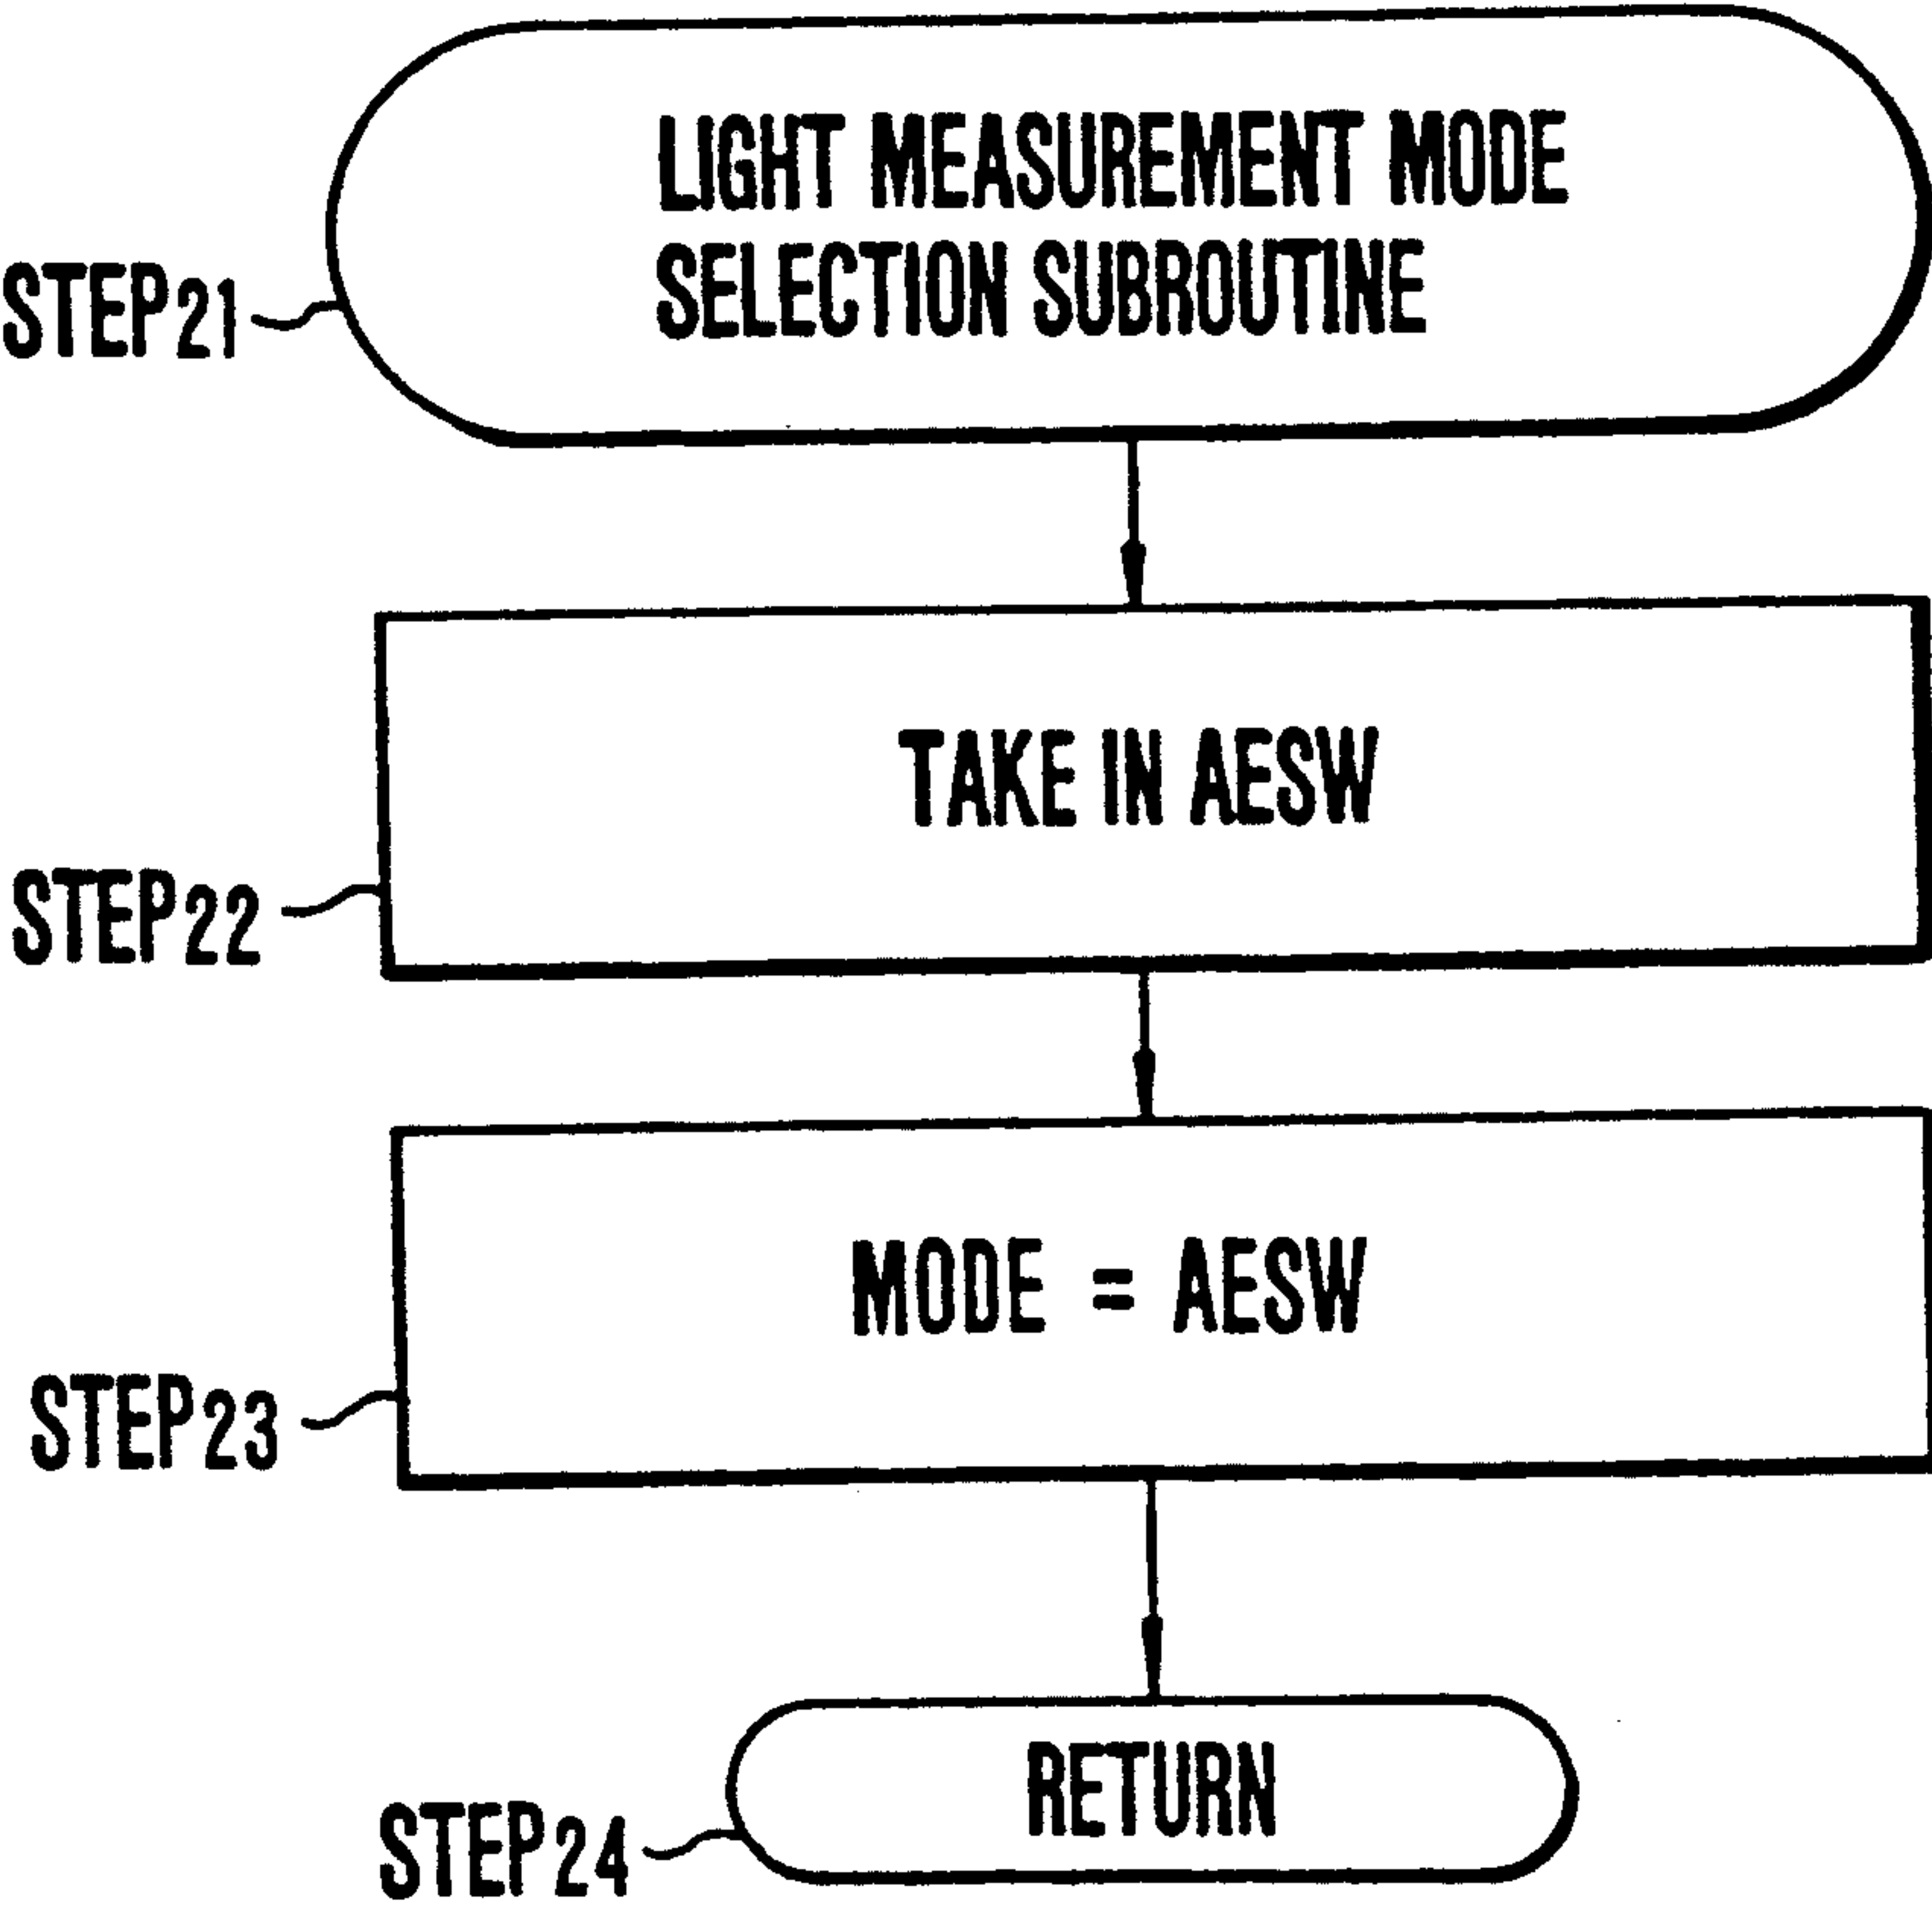 LIGHT MEASUREMENT MODE
SELECTION SUBROUTINE
STEP21
TAKE IN AESW
STEP22
MODE = AESW
STEP23
RETURN
STEP24